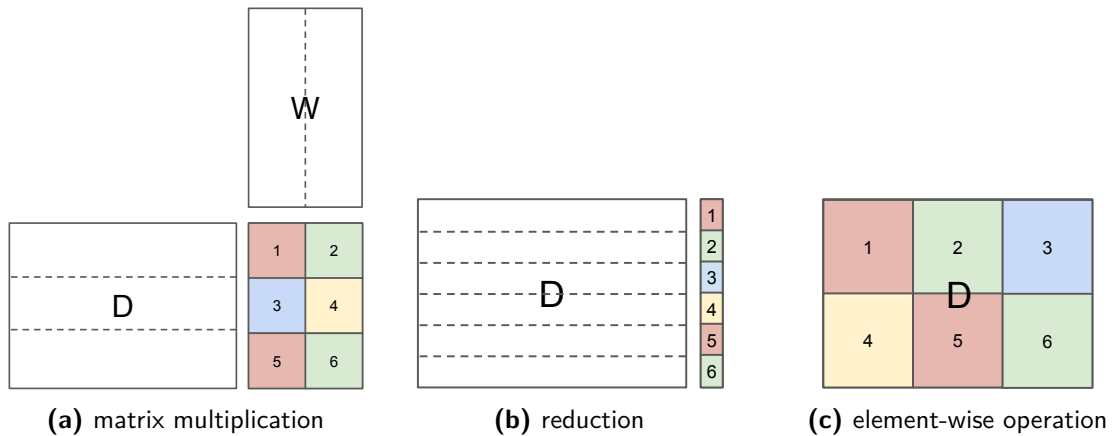 W
D
1 2
3 4
5 6
D
1
2
3
4
5
6
1 2 3
D
4 5 6
(a) matrix multiplication
(b) reduction
(c) element-wise operation